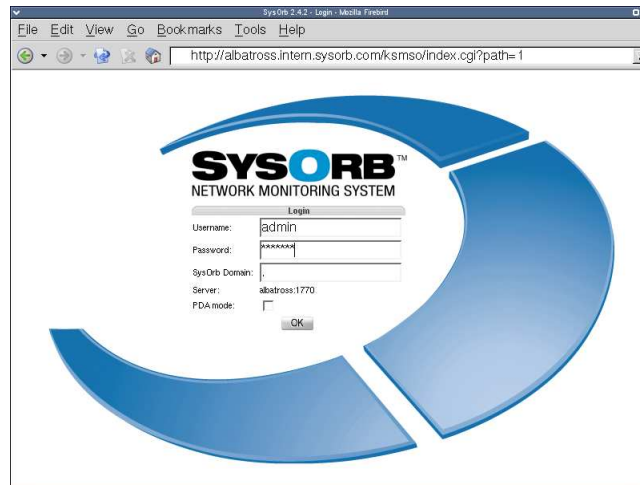 SysOrb 2.4.2 - Login - Mozilla Firebird
File Edit View Go Bookmarks Tools Help
http://albatross.intern.sysorb.com/ksmso/index.cgi?path=1
SYSORB™
NETWORK MONITORING SYSTEM
Login
Username: admin
Password: *******
SysOrb Domain: .
Server: albatross:1770
PDA mode:
OK